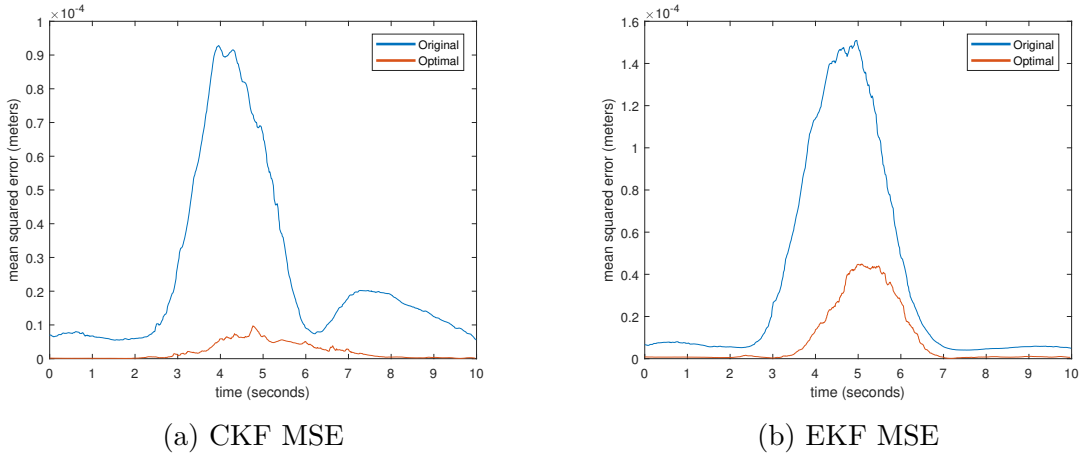 ×10⁻⁴
1
0.9
0.8
0.7
0.6
0.5
0.4
0.3
0.2
0.1
0
mean squared error (meters)
0 1 2 3 4 5 6 7 8 9 10
time (seconds)
Original
Optimal
(a) CKF MSE
×10⁻⁴
1.6
1.4
1.2
1
0.8
0.6
0.4
0.2
0
mean squared error (meters)
0 1 2 3 4 5 6 7 8 9 10
time (seconds)
Original
Optimal
(b) EKF MSE